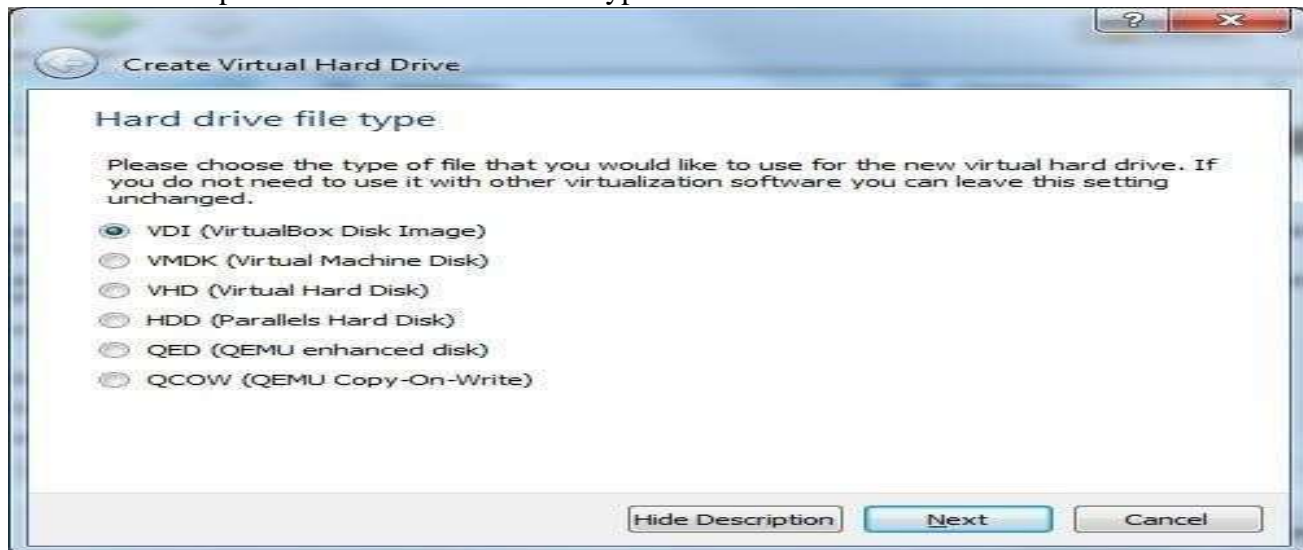 Create Virtual Hard Drive
Hard drive file type
Please choose the type of file that you would like to use for the new virtual hard drive. If
you do not need to use it with other virtualization software you can leave this setting
unchanged.
VDI (VirtualBox Disk Image)
VMDK (Virtual Machine Disk)
VHD (Virtual Hard Disk)
HDD (Parallels Hard Disk)
QED (QEMU enhanced disk)
QCOW (QEMU Copy-On-Write)
Hide Description Next Cancel